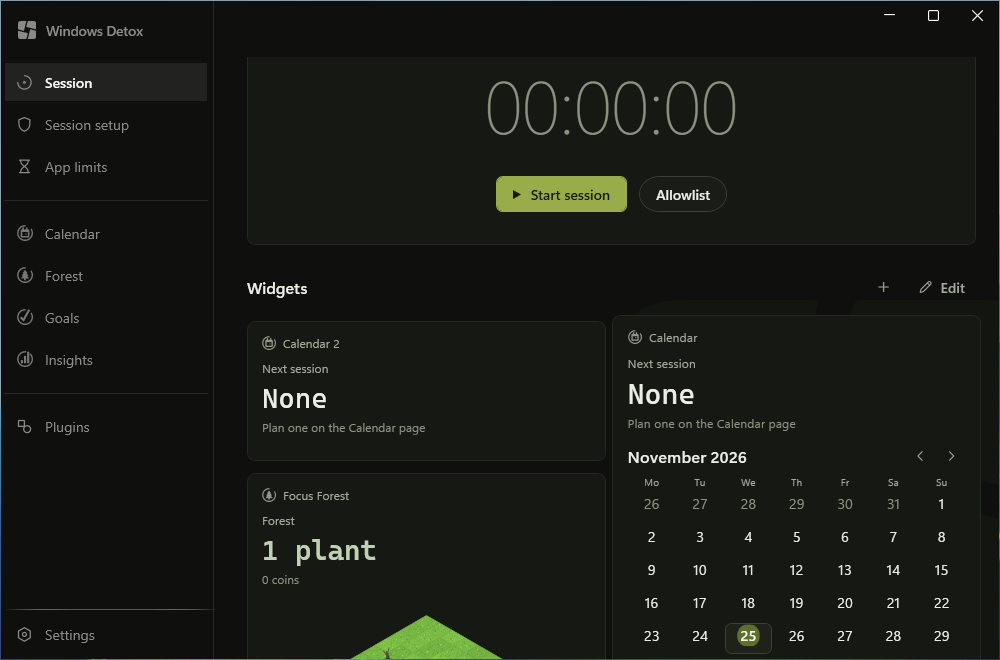 Windows Detox
Session
Session setup
App limits
Calendar
Forest
Goals
Insights
Plugins
Settings
00:00:00
Start session
Allowlist
Widgets
Edit
Calendar 2
Next session
None
Plan one on the Calendar page
Focus Forest
Forest
1 plant
0 coins
Calendar
Next session
None
Plan one on the Calendar page
November 2026
Mo Tu We Th Fr Sa Su
26 27 28 29 30 31 1
2 3 4 5 6 7 8
9 10 11 12 13 14 15
16 17 18 19 20 21 22
23 24 25 26 27 28 29